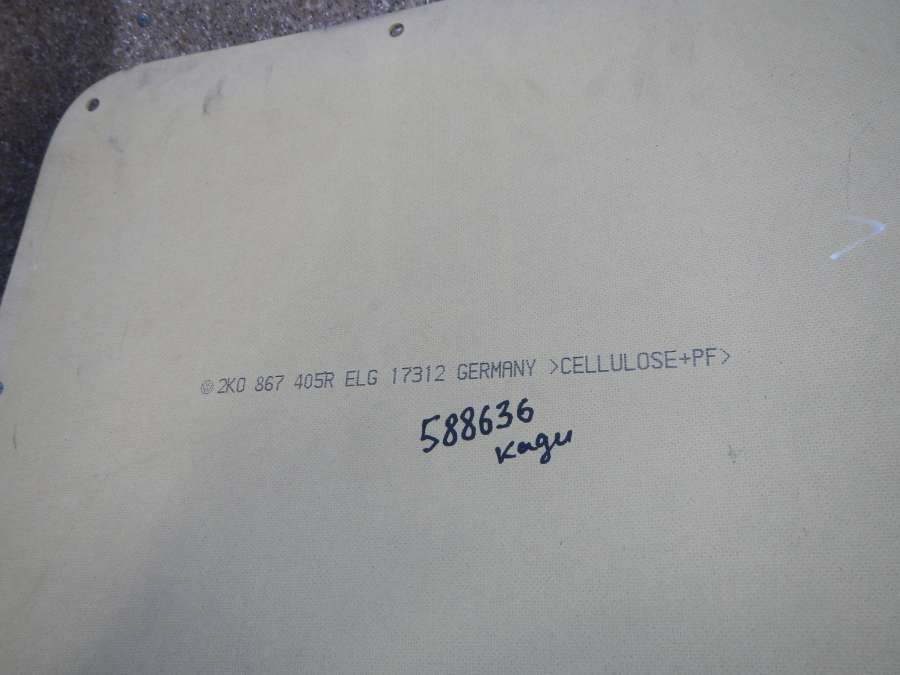 2K0 867 405R ELG 17312 GERMANY >CELLULOSE+PF>
588636
кади